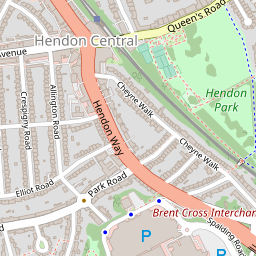 Queen's Road
Hendon Central
Avenue
Hendon
Park
Cheyne Walk
Crespigny Road
Allington Road
Hendon Way
Cheyne Walk
Elliot Road
Park Road
Brent Cross Interchan
Spalding Road
P
P